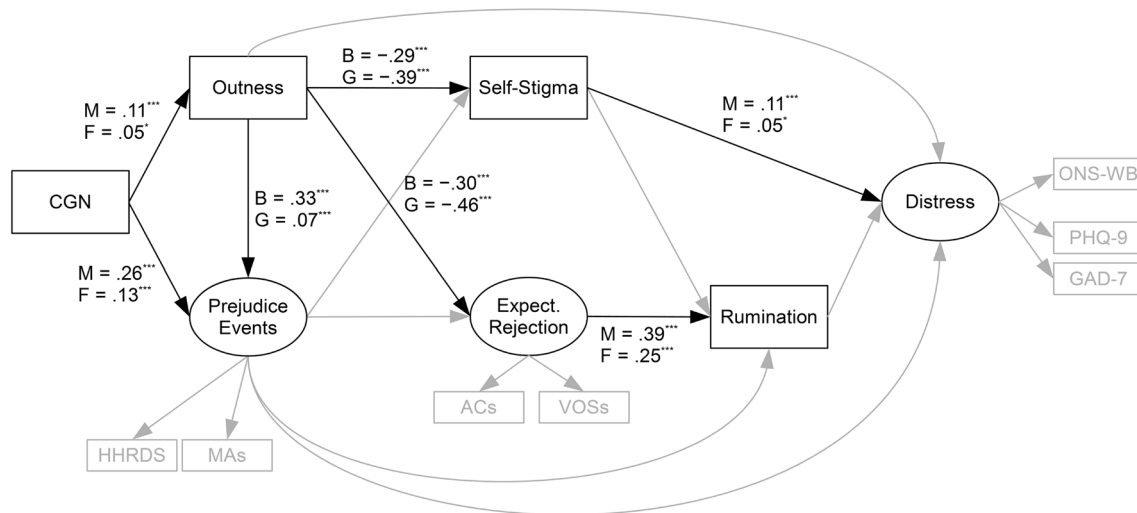 B = −.29***
G = −.39***
Outness
Self-Stigma
M = .11***
F = .05*
M = .11***
F = .05*
CGN
B = .33***
G = .07***
B = −.30***
G = −.46***
Distress
ONS-WB
PHQ-9
GAD-7
M = .26***
F = .13***
Prejudice
Events
Expect.
Rejection
Rumination
M = .39***
F = .25***
ACs
VOSs
HHRDS
MAs